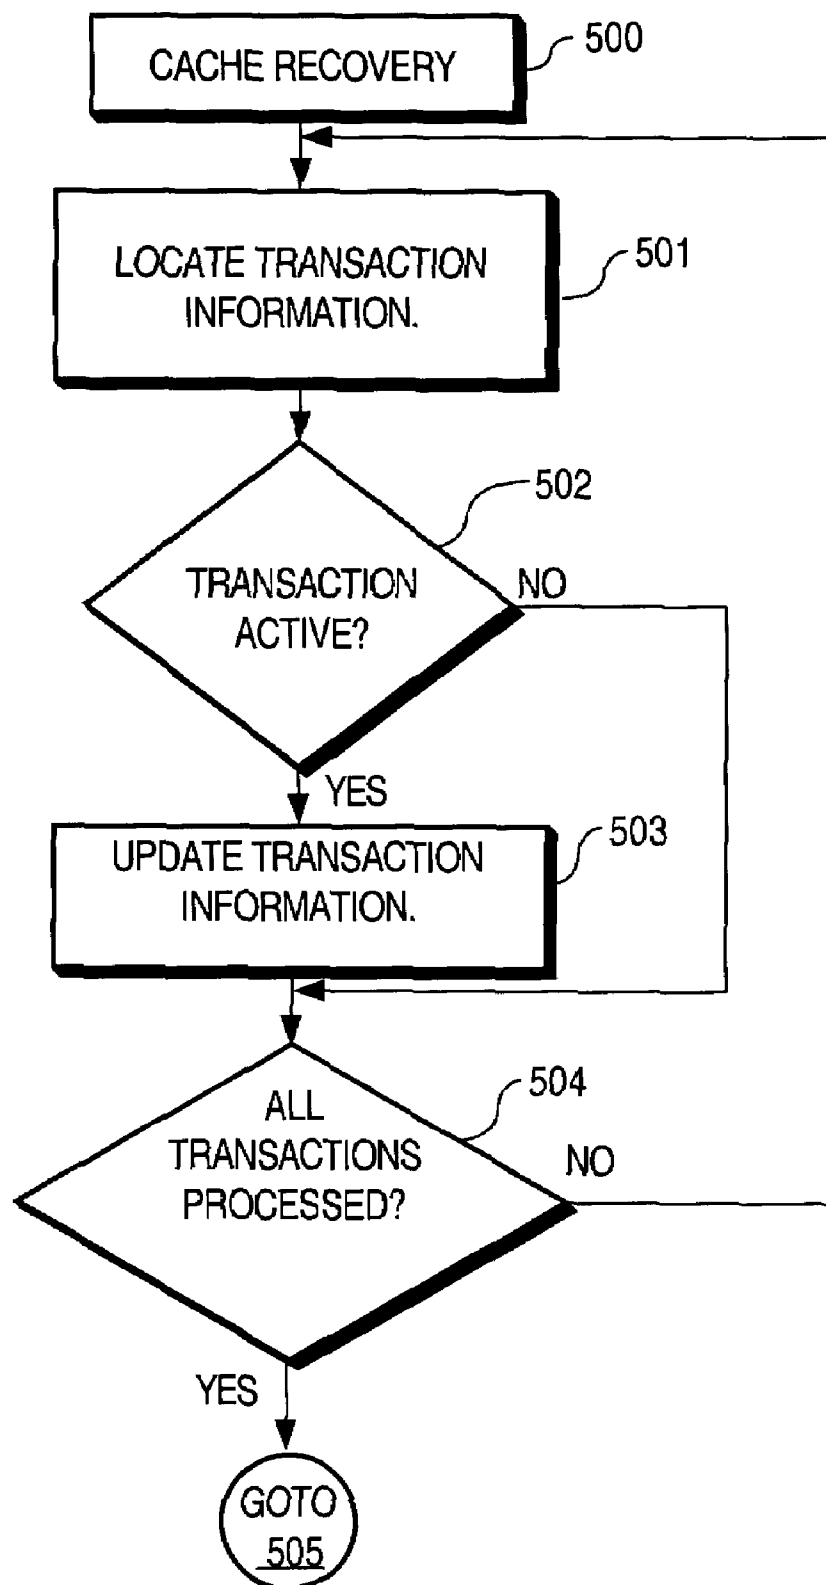 CACHE RECOVERY
500
LOCATE TRANSACTION
INFORMATION.
501
502
TRANSACTION
ACTIVE?
NO
YES
UPDATE TRANSACTION
INFORMATION.
503
504
ALL
TRANSACTIONS
PROCESSED?
NO
YES
GOTO
505